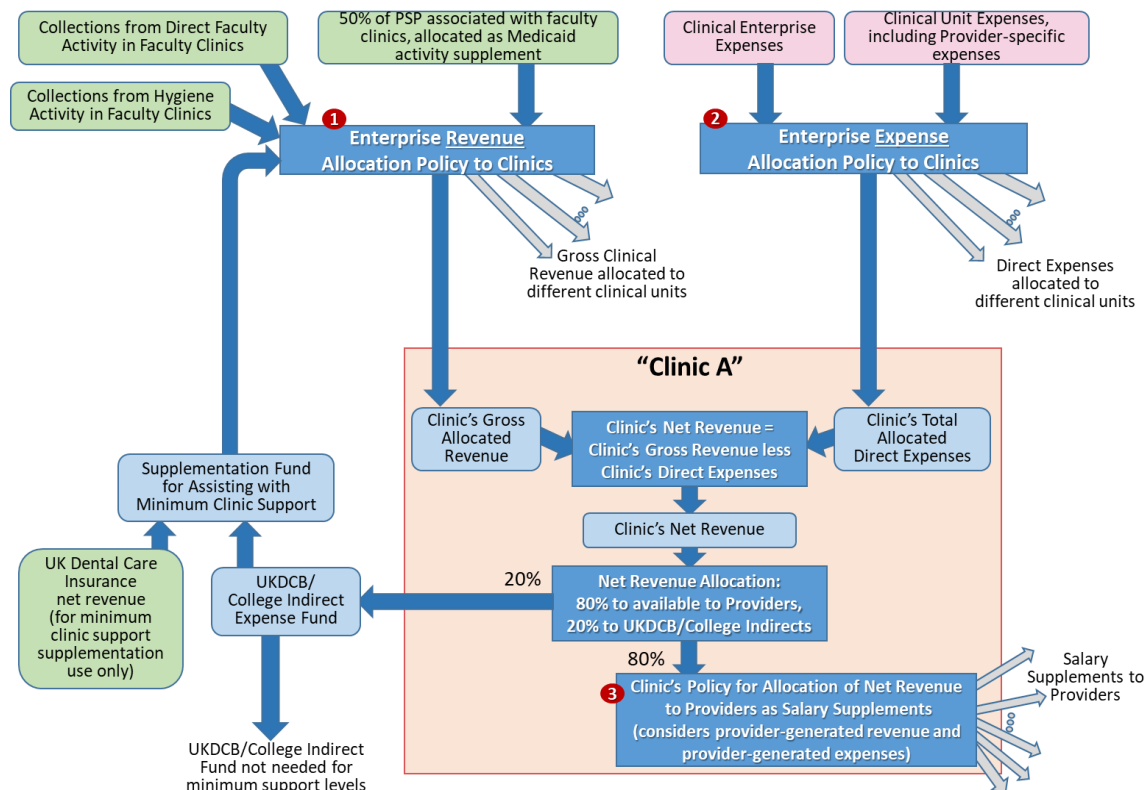 Collections from Direct Faculty
Activity in Faculty Clinics
50% of PSP associated with faculty
clinics, allocated as Medicaid
activity supplement
Clinical Enterprise
Expenses
Clinical Unit Expenses,
including Provider-specific
expenses
Collections from Hygiene
Activity in Faculty Clinics
1
Enterprise Revenue
Allocation Policy to Clinics
2
Enterprise Expense
Allocation Policy to Clinics
Gross Clinical
Revenue allocated to
different clinical units
Direct Expenses
allocated to
different clinical units
“Clinic A”
Clinic’s Gross
Allocated
Revenue
Clinic’s Net Revenue =
Clinic’s Gross Revenue less
Clinic’s Direct Expenses
Clinic’s Total
Allocated
Direct Expenses
Supplementation Fund
for Assisting with
Minimum Clinic Support
Clinic’s Net Revenue
UK Dental Care
Insurance
net revenue
(for minimum
clinic support
supplementation
use only)
UKDCB/
College Indirect
Expense Fund
20%
Net Revenue Allocation:
80% to available to Providers,
20% to UKDCB/College Indirects
80%
3
Clinic’s Policy for Allocation of Net Revenue
to Providers as Salary Supplements
(considers provider-generated revenue and
provider-generated expenses)
Salary
Supplements to
Providers
UKDCB/College Indirect
Fund not needed for
minimum support levels